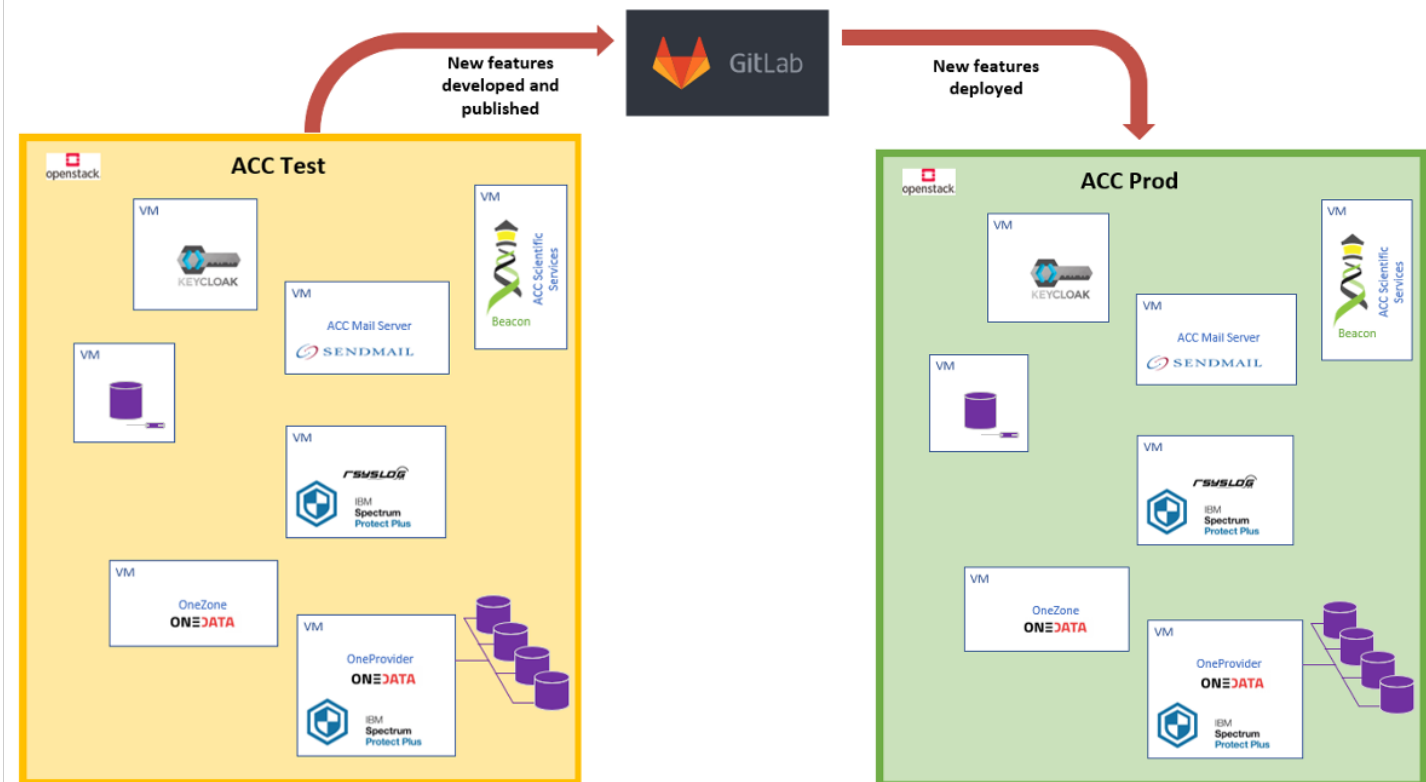 New features
developed and
published
GitLab
New features
deployed
openstack.
ACC Test
VM
KEYCLOAK
VM
ACC Scientific
Services
Beacon
VM
ACC Mail Server
SENDMAIL
VM
VM
rsyslog
IBM
Spectrum
Protect Plus
VM
OneZone
ONEDATA
VM
OneProvider
ONEDATA
IBM
Spectrum
Protect Plus
openstack.
ACC Prod
VM
KEYCLOAK
VM
ACC Scientific
Services
Beacon
VM
ACC Mail Server
SENDMAIL
VM
VM
rsyslog
IBM
Spectrum
Protect Plus
VM
OneZone
ONEDATA
VM
OneProvider
ONEDATA
IBM
Spectrum
Protect Plus